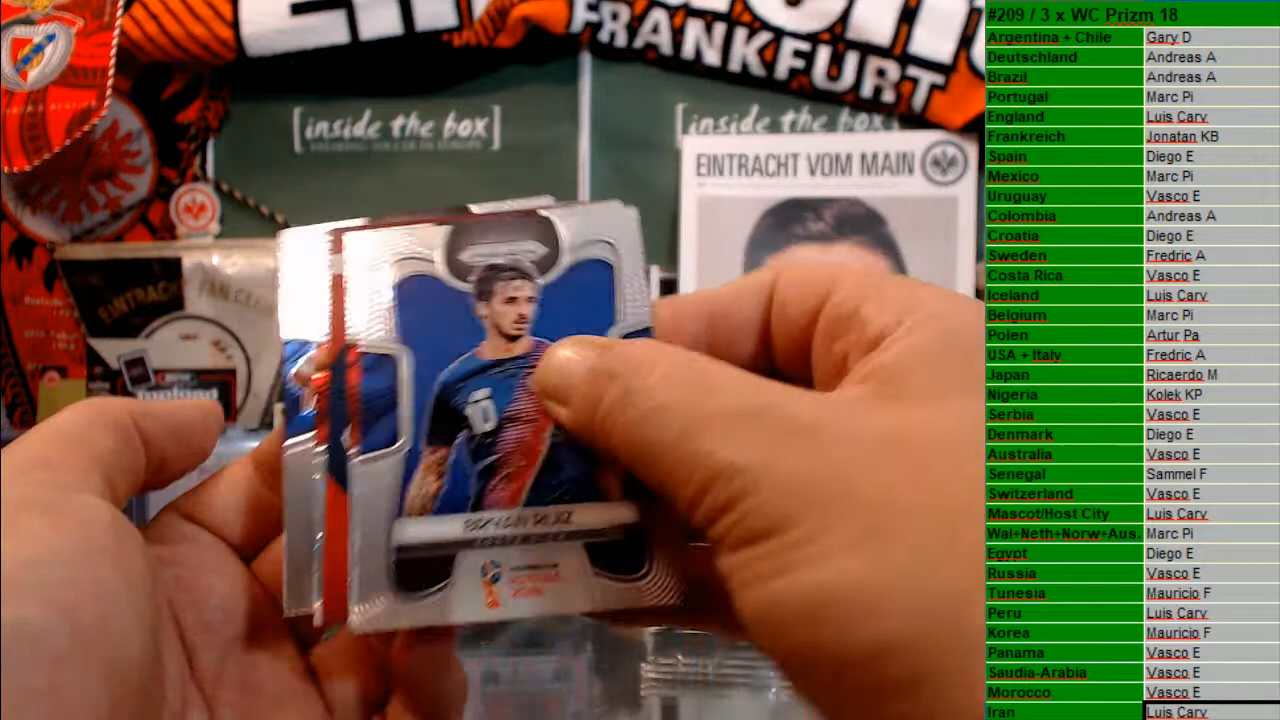 FRANKFURT
[inside the box]
[inside the box
EINTRACHT VOM MAIN
10
BRYAN RUIZ
#209 / 3 x WC Prizm 18
Argentina + Chile Gary D
Deutschland Andreas A
Brazil Andreas A
Portugal Marc Pi
England Luis Carv
Frankreich Jonatan KB
Spain Diego E
Mexico Marc Pi
Uruguay Vasco E
Colombia Andreas A
Croatia Diego E
Sweden Fredric A
Costa Rica Vasco E
Iceland Luis Carv
Belgium Marc Pi
Polen Artur Pa
USA + Italy Fredric A
Japan Ricaerdo M
Nigeria Kolek KP
Serbia Vasco E
Denmark Diego E
Australia Vasco E
Senegal Sammel F
Switzerland Vasco E
Mascot/Host City Luis Carv
Wal+Neth+Norw+Aus. Marc Pi
Egypt Diego E
Russia Vasco E
Tunesia Mauricio F
Peru Luis Carv
Korea Mauricio F
Panama Vasco E
Saudia-Arabia Vasco E
Morocco Vasco E
Iran Luis Carv